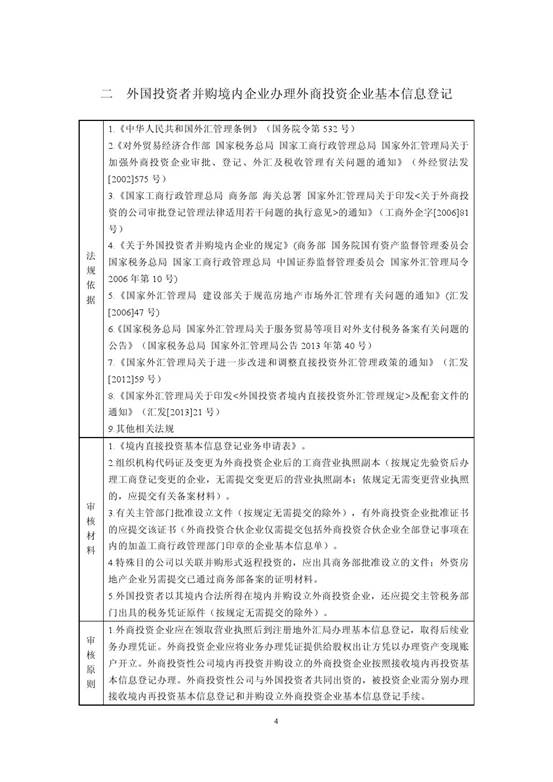 二 外国投资者并购境内企业办理外商投资企业基本信息登记
法规依据
1.《中华人民共和国外汇管理条例》（国务院令第 532 号）
2.《对外贸易经济合作部 国家税务总局 国家工商行政管理总局 国家外汇管理局关于
加强外商投资企业审批、登记、外汇及税收管理有关问题的通知》（外经贸法发
[2002]575 号）
3.《国家工商行政管理总局 商务部 海关总署 国家外汇管理局关于印发<关于外商投
资的公司审批登记管理法律适用若干问题的执行意见>的通知》（工商外企字[2006]81
号）
4.《关于外国投资者并购境内企业的规定》(商务部 国务院国有资产监督管理委员会
国家税务总局 国家工商行政管理总局 中国证券监督管理委员会 国家外汇管理局令
2006 年第 10 号)
5.《国家外汇管理局 建设部关于规范房地产市场外汇管理有关问题的通知》(汇发
[2006]47 号)
6.《国家税务总局 国家外汇管理局关于服务贸易等项目对外支付税务备案有关问题的
公告》（国家税务总局 国家外汇管理局公告 2013 年第 40 号）
7.《国家外汇管理局关于进一步改进和调整直接投资外汇管理政策的通知》（汇发
[2012]59 号）
8.《国家外汇管理局关于印发<外国投资者境内直接投资外汇管理规定>及配套文件的
通知》（汇发[2013]21 号）
9.其他相关法规
审核材料
1.《境内直接投资基本信息登记业务申请表》。
2.组织机构代码证及变更为外商投资企业后的工商营业执照副本（按规定先验资后办
理工商登记变更的企业，无需提交变更后的营业执照副本；依规定无需变更营业执照
的，应提交有关备案材料）。
3.有关主管部门批准设立文件（按规定无需提交的除外），有外商投资企业批准证书
的应提交该证书（外商投资合伙企业仅需提交包括外商投资合伙企业全部登记事项在
内的加盖工商行政管理部门印章的企业基本信息单）。
4.特殊目的公司以关联并购形式返程投资的，应出具商务部批准设立的文件；外资房
地产企业另需提交已通过商务部备案的证明材料。
5.外国投资者以其境内合法所得在境内并购设立外商投资企业，还应提交主管税务部
门出具的税务凭证原件（按规定无需提交的除外）。
审核原则
1.外商投资企业应在领取营业执照后到注册地外汇局办理基本信息登记，取得后续业
务办理凭证。外商投资企业应将业务办理凭证提供给股权出让方凭以办理资产变现账
户开立。外商投资性公司境内再投资并购设立的外商投资企业按照接收境内再投资基
本信息登记办理。外商投资性公司与外国投资者共同出资的，被投资企业需分别办理
接收境内再投资基本信息登记和并购设立外商投资企业基本信息登记手续。
4